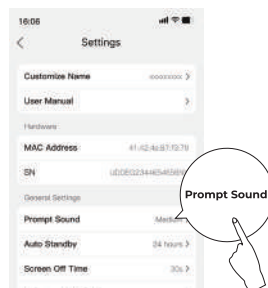 16:06
Settings
Customize Name
User Manual
Hardware
MAC Address
SN
General Settings
Prompt Sound Medium
Prompt Sound
Auto Standby 24 hours
Screen Off Time 30s